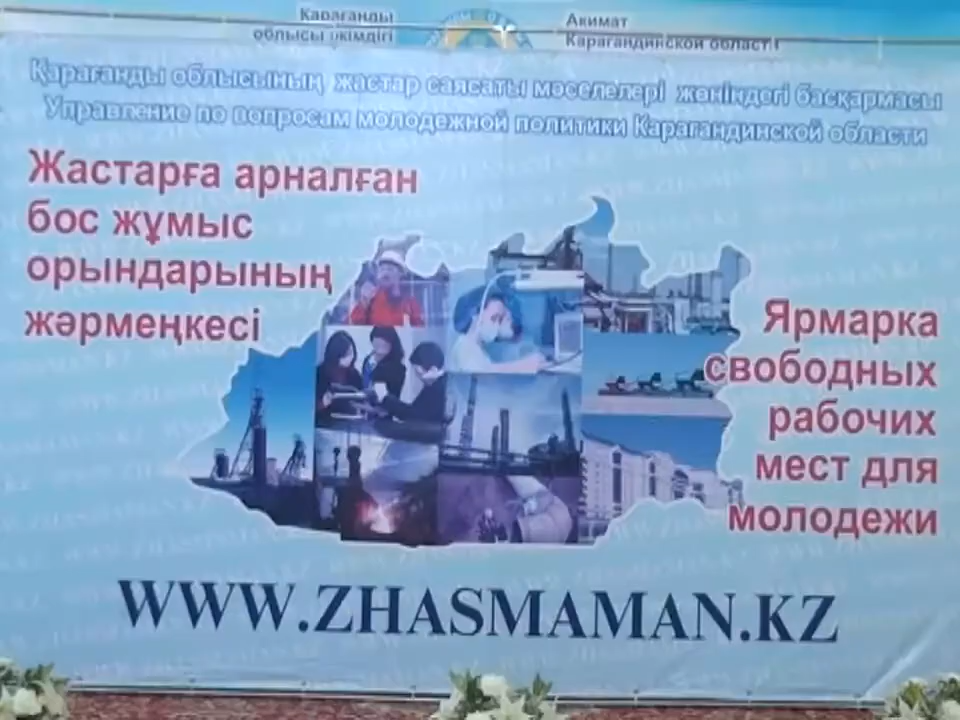 Қарағанды
облысы әкімдігі
Акимат
Карагандинской области
Қарағанды облысының жастар саясаты мәселелері жөніндегі басқармасы
Управление по вопросам молодежной политики Карагандинской области
Жастарға арналған
бос жұмыс
орындарының
жәрмеңкесі
Ярмарка
свободных
рабочих
мест для
молодежи
WWW.ZHASMAMAN.KZ